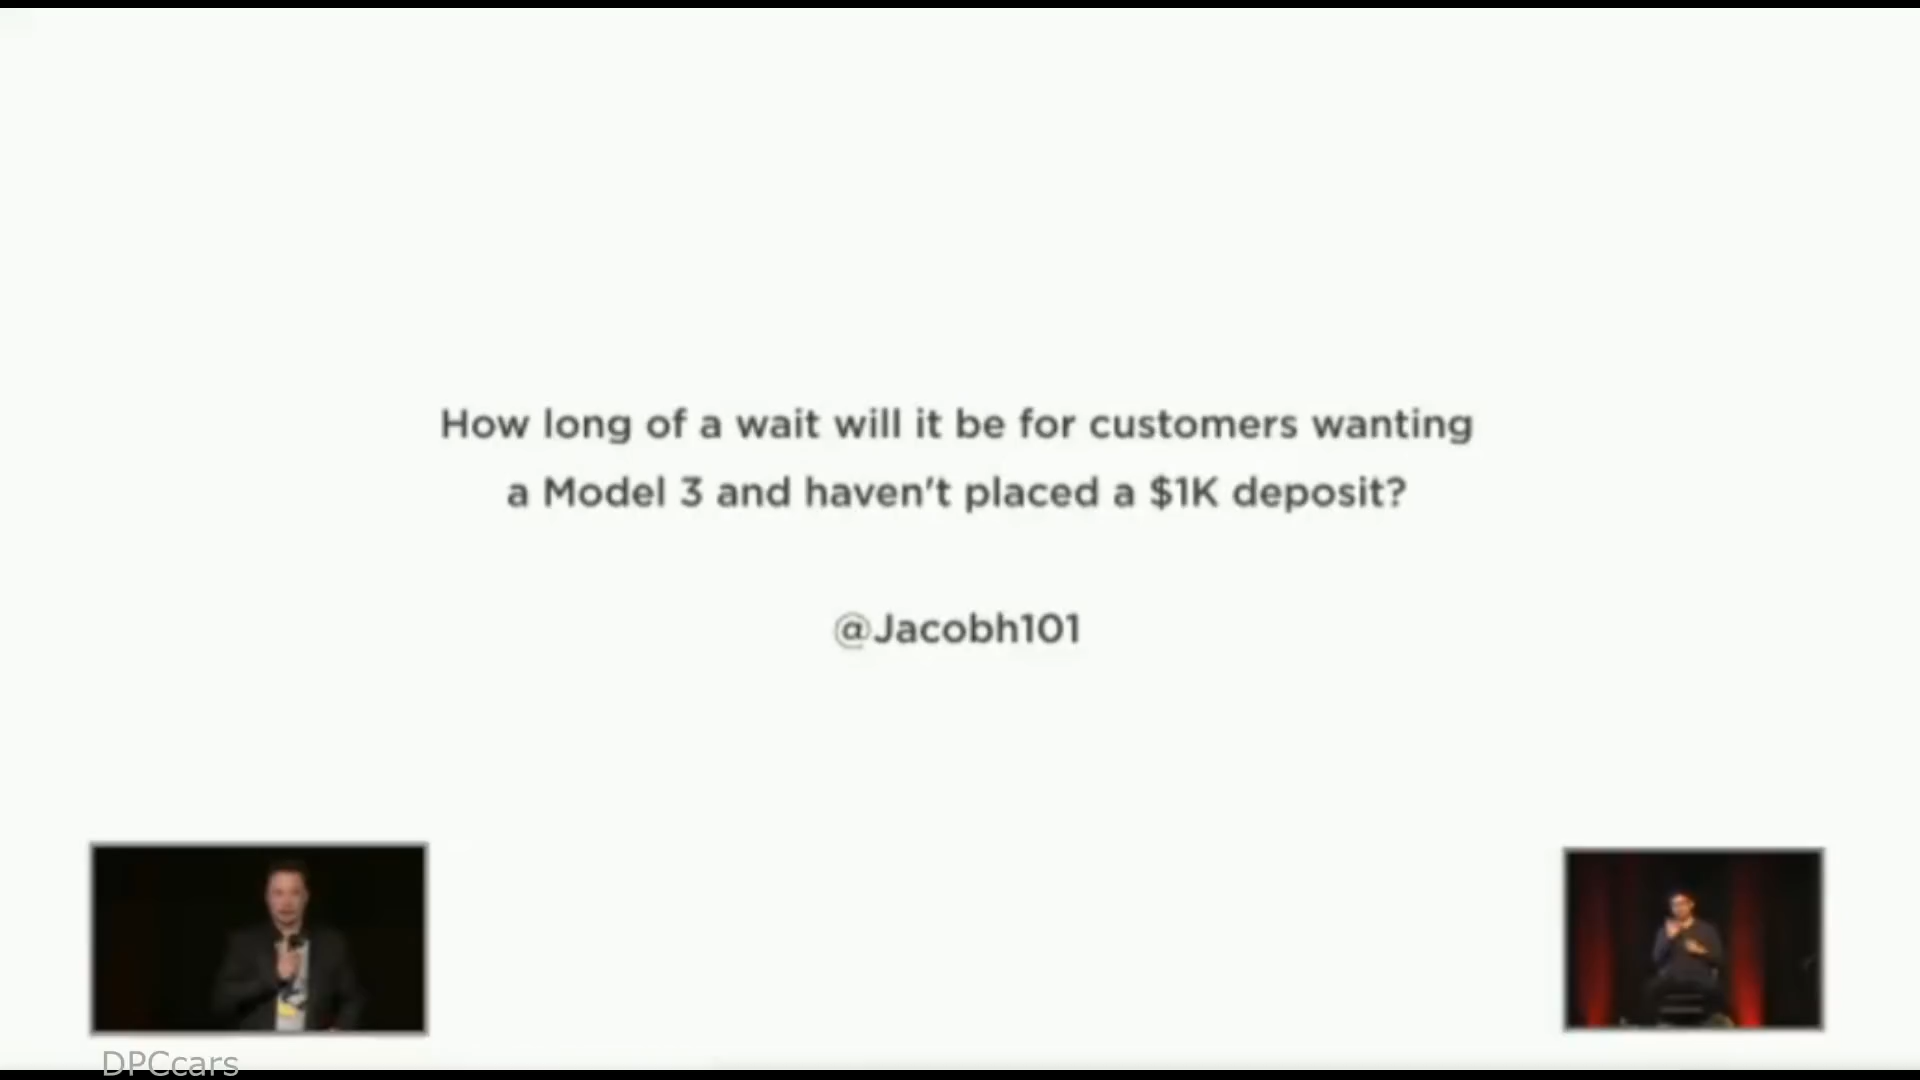 How long of a wait will it be for customers wanting
a Model 3 and haven't placed a $1K deposit?
@Jacobh101
DPCcars